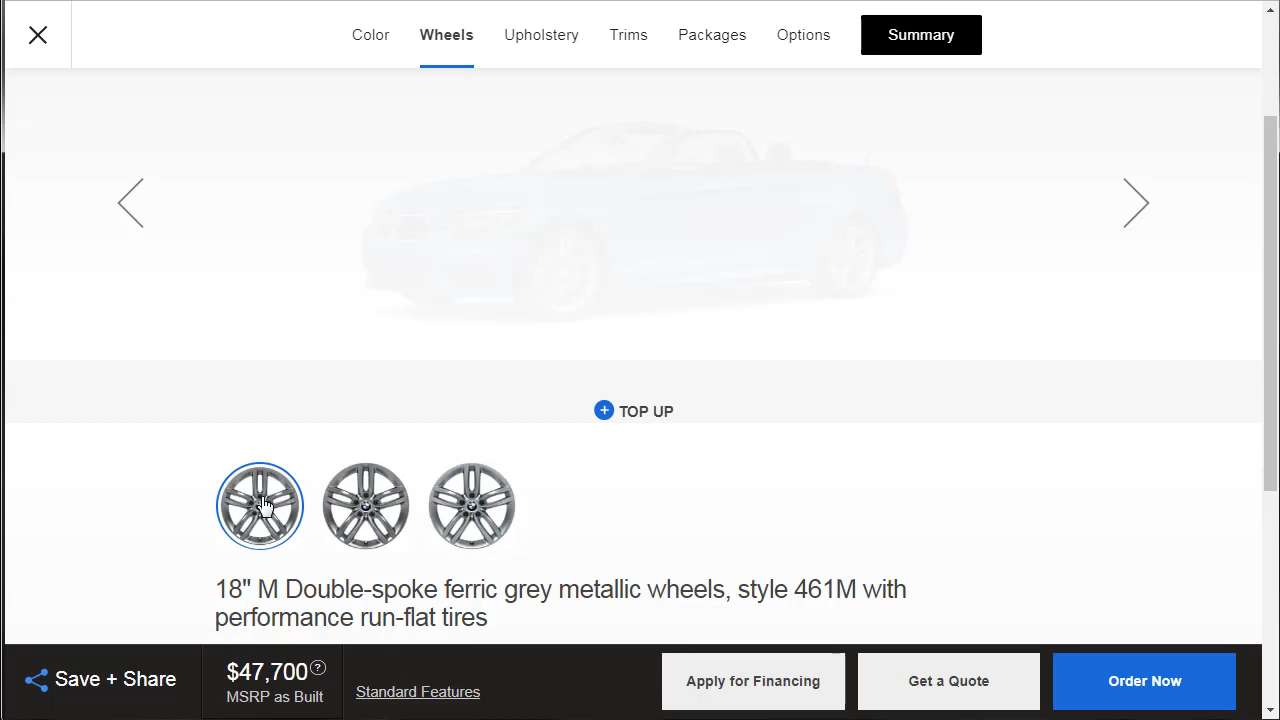 Color
Wheels
Upholstery
Trims
Packages
Options
Summary
TOP UP
18" M Double-spoke ferric grey metallic wheels, style 461M with
performance run-flat tires
Save + Share
$47,700 ?
MSRP as Built
Standard Features
Apply for Financing
Get a Quote
Order Now